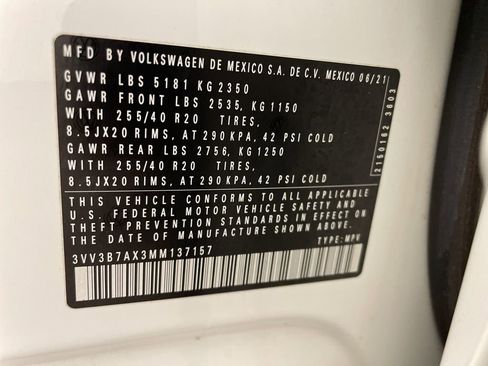 MFD BY VOLKSWAGEN DE MEXICO S.A. DE C.V. MEXICO 06/21
GVWR LBS 5181 KG 2350
GAWR FRONT LBS 2535, KG 1150
WITH 255/40 R20 TIRES,
8.5JX20 RIMS, AT 290 KPA, 42 PSI COLD
GAWR REAR LBS 2756, KG 1250
WITH 255/40 R20 TIRES,
8.5JX20 RIMS, AT 290 KPA, 42 PSI COLD
THIS VEHICLE CONFORMS TO ALL APPLICABLE
U.S. FEDERAL MOTOR VEHICLE SAFETY AND
THEFT PREVENTION STANDARDS IN EFFECT ON
THE DATE OF MANUFACTURE SHOWN ABOVE.
3VV3B7AX3MM137157 TYPE: MPV
2150162 3603